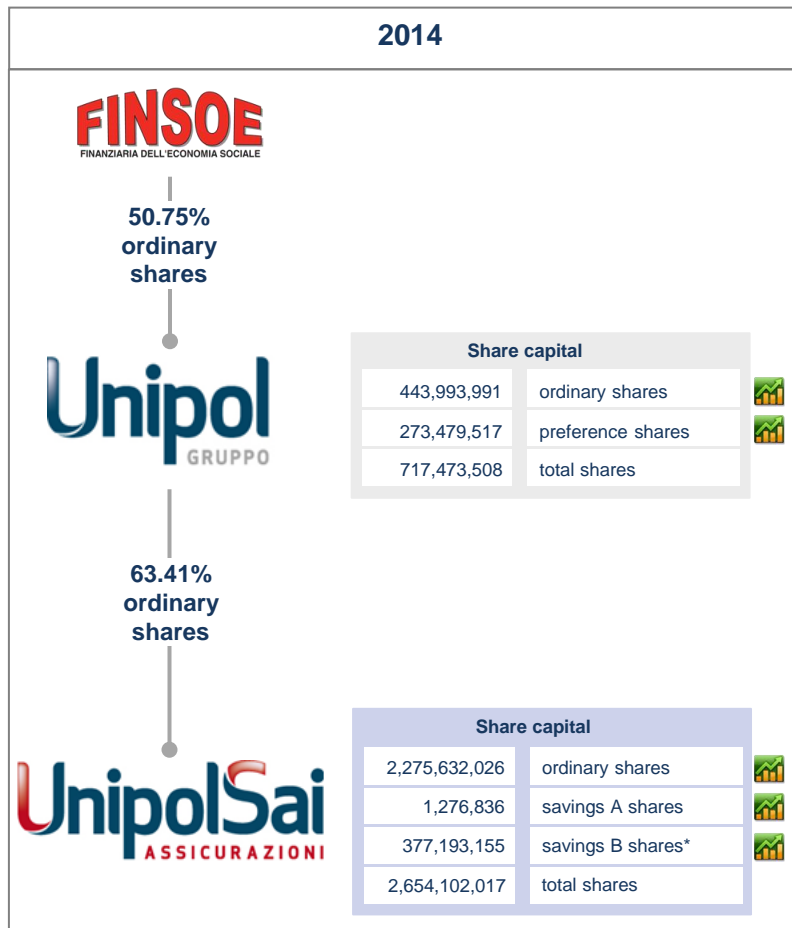 2014
FINSOE
FINANZIARIA DELL'ECONOMIA SOCIALE
50.75%
ordinary
shares
Unipol
GRUPPO
Share capital
443,993,991 ordinary shares
273,479,517 preference shares
717,473,508 total shares
63.41%
ordinary
shares
UnipolSai
ASSICURAZIONI
Share capital
2,275,632,026 ordinary shares
1,276,836 savings A shares
377,193,155 savings B shares*
2,654,102,017 total shares